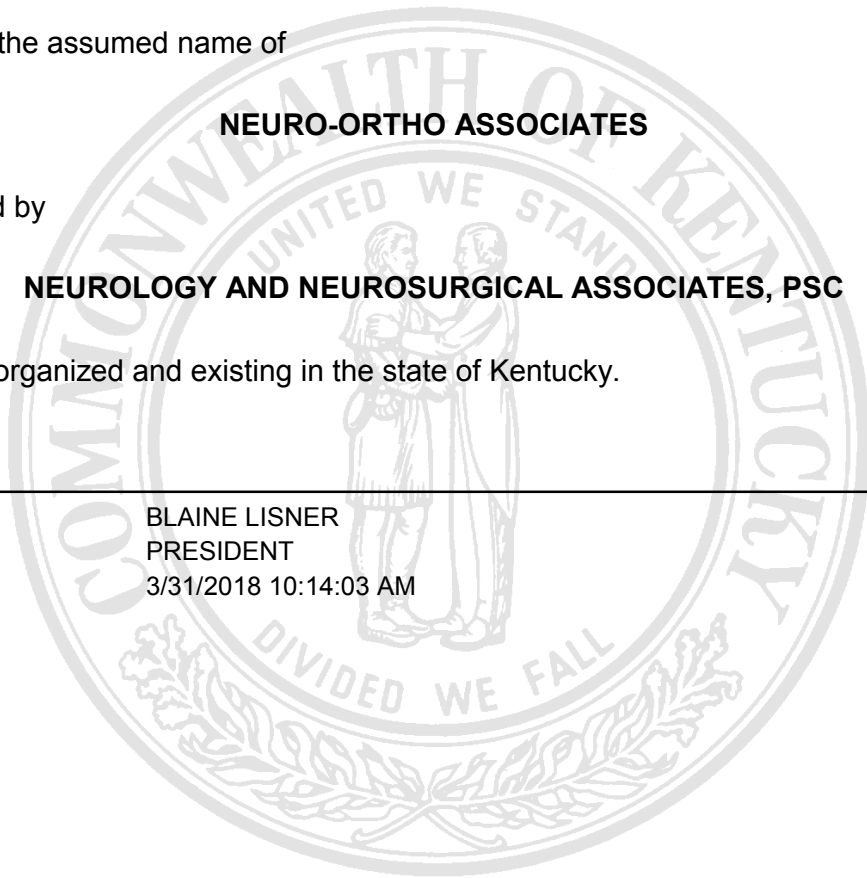 the assumed name of
NEURO-ORTHO ASSOCIATES
d by
NEUROLOGY AND NEUROSURGICAL ASSOCIATES, PSC
organized and existing in the state of Kentucky.
BLAINE LISNER
PRESIDENT
3/31/2018 10:14:03 AM
COMMONWEALTH OF KENTUCKY
UNITED WE STAND
DIVIDED WE FALL